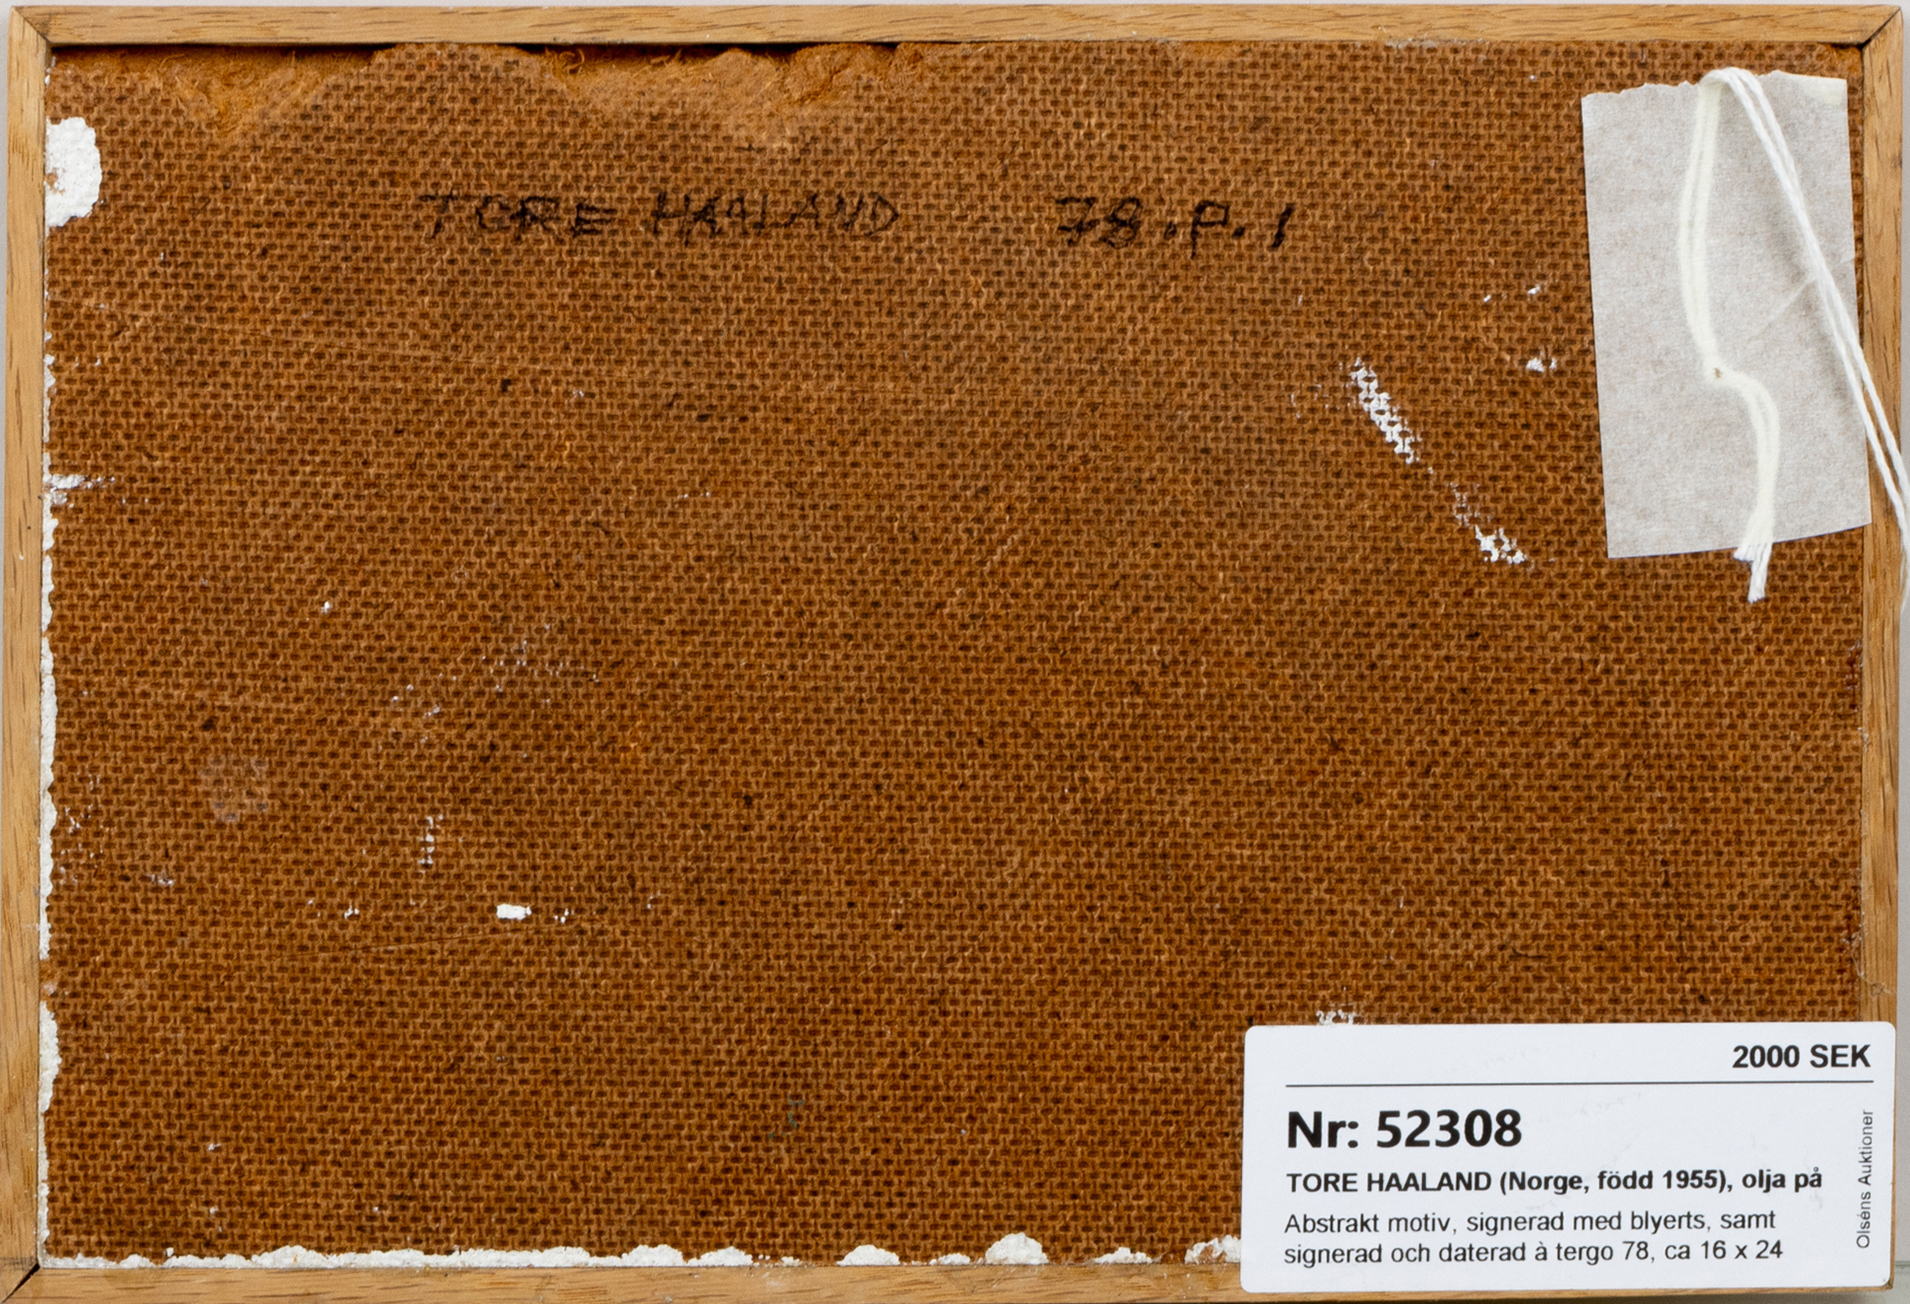 TORE HAALAND 78.P.1
2000 SEK
Nr: 52308
TORE HAALAND (Norge, född 1955), olja på
Abstrakt motiv, signerad med blyerts, samt
signerad och daterad à tergo 78, ca 16 x 24
Olséns Auktioner